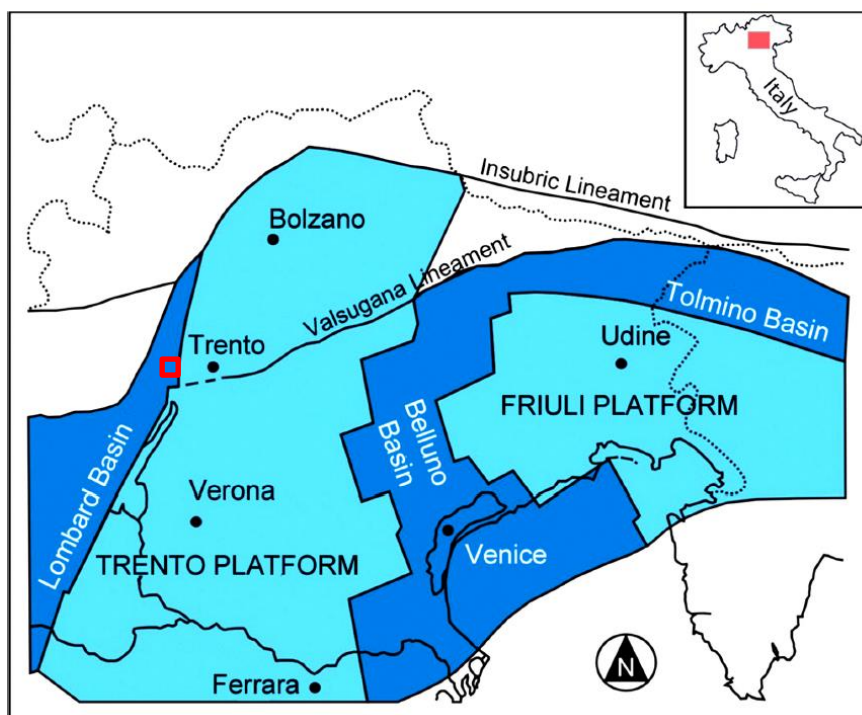 Italy
Insubric Lineament
Bolzano
Valsugana Lineament
Tolmino Basin
Trento
Udine
FRIULI PLATFORM
Belluno
Basin
Lombard Basin
Verona
Venice
TRENTO PLATFORM
Ferrara
N